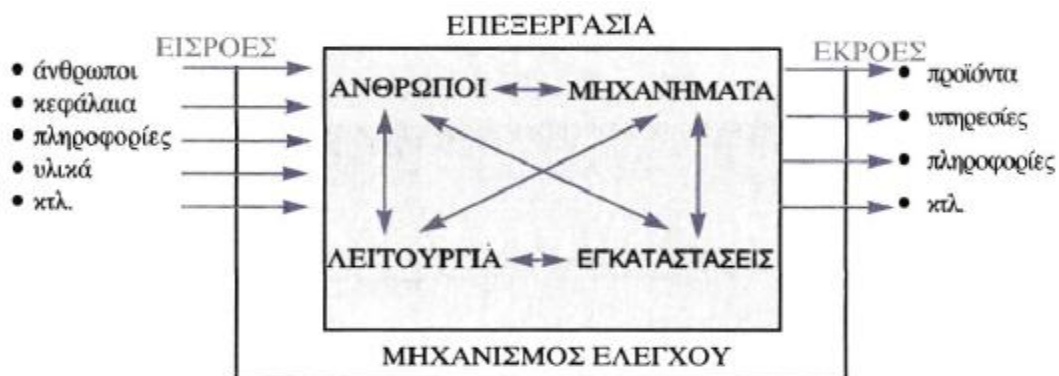 ΕΠΕΞΕΡΓΑΣΙΑ
ΕΙΣΡΟΕΣ
ΕΚΡΟΕΣ
• άνθρωποι
• κεφάλαια
• πληροφορίες
• υλικά
• κτλ.
ΑΝΘΡΩΠΟΙ
ΜΗΧΑΝΗΜΑΤΑ
ΛΕΙΤΟΥΡΓΙΑ
ΕΓΚΑΤΑΣΤΑΣΕΙΣ
• προϊόντα
• υπηρεσίες
• πληροφορίες
• κτλ.
ΜΗΧΑΝΙΣΜΟΣ ΕΛΕΓΧΟΥ